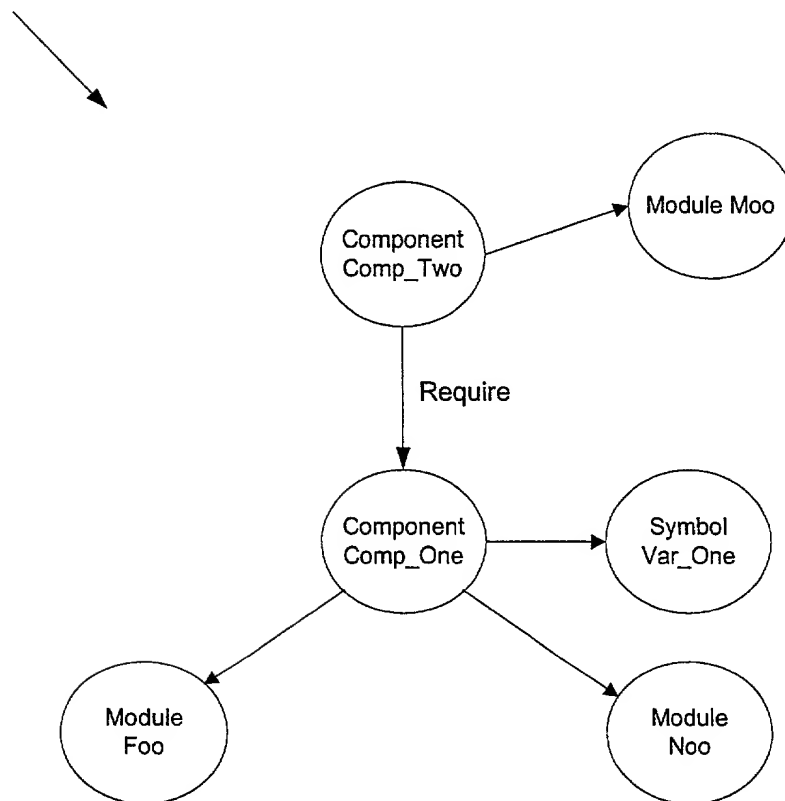 Module Moo
Component
Comp_Two
Require
Component
Comp_One
Symbol
Var_One
Module
Foo
Module
Noo